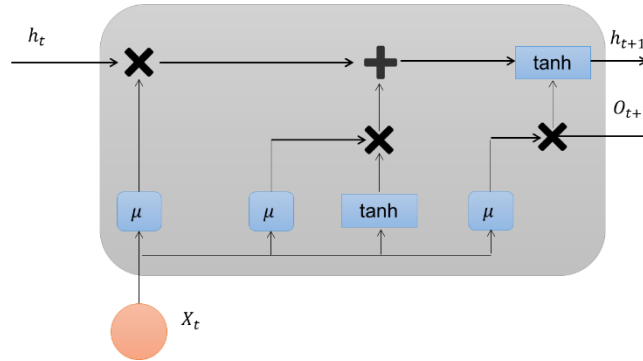 h_t
h_{t+1}
tanh
O_{t+
μ
μ
tanh
μ
X_t